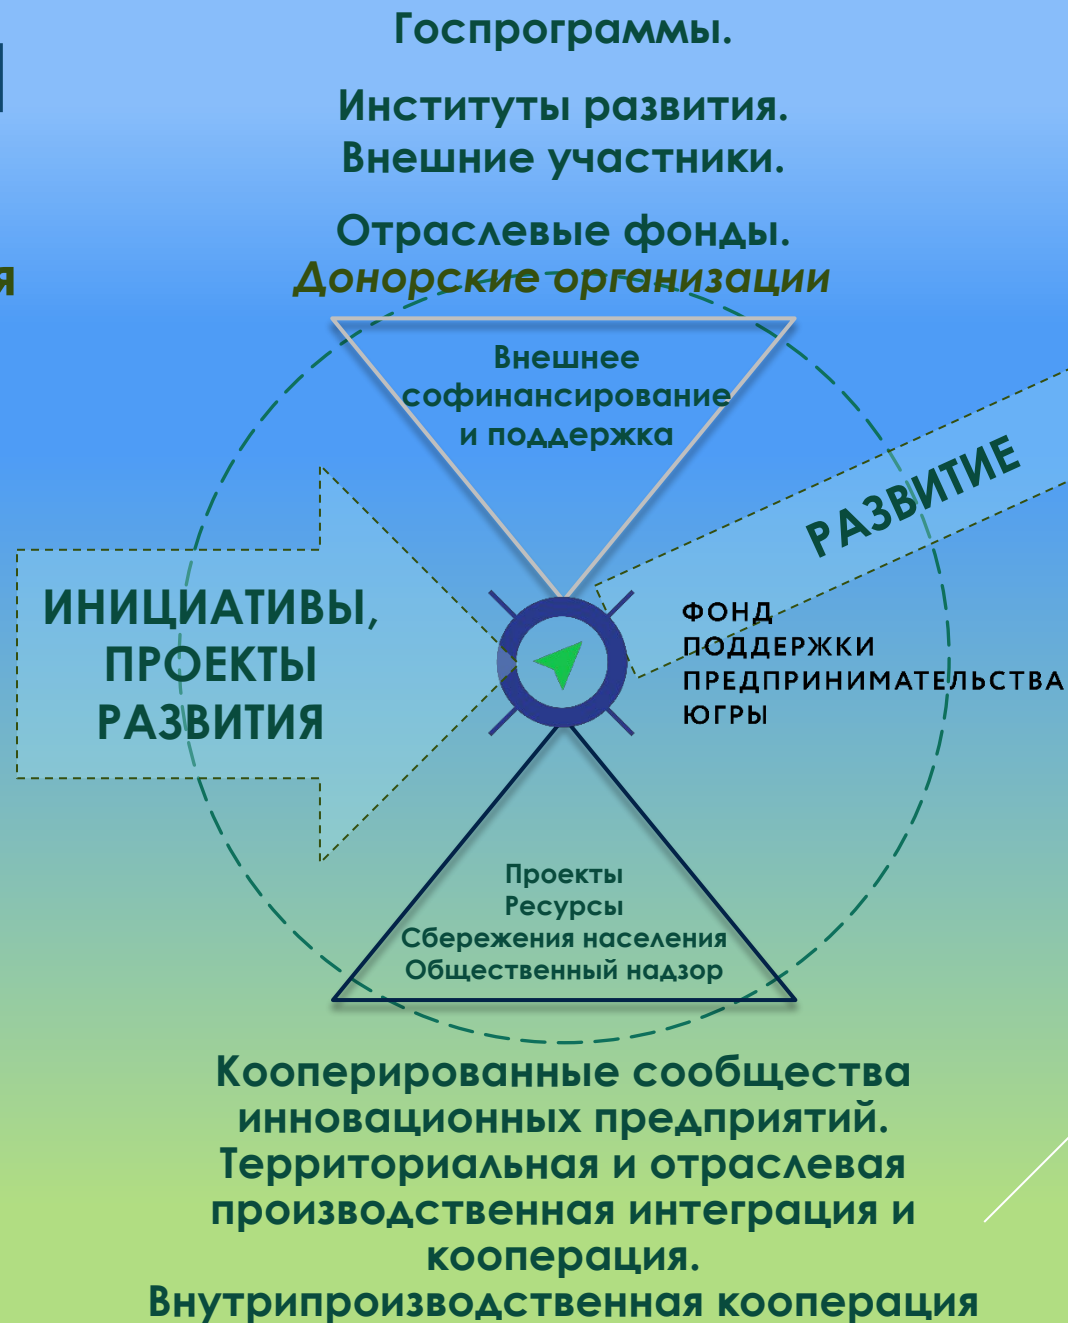 Госпрограммы.
Институты развития.
Внешние участники.
Отраслевые фонды.
я
Донорские организации
Внешнее
софинансирование
и поддержка
РАЗВИТИЕ
ИНИЦИАТИВЫ,
ПРОЕКТЫ
РАЗВИТИЯ
ФОНД
ПОДДЕРЖКИ
ПРЕДПРИНИМАТЕЛЬСТВА
ЮГРЫ
Проекты
Ресурсы
Сбережения населения
Общественный надзор
Кооперированные сообщества
инновационных предприятий.
Территориальная и отраслевая
производственная интеграция и
кооперация.
Внутрипроизводственная кооперация